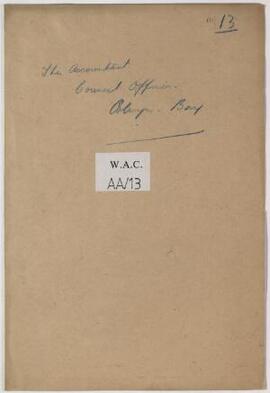 13
The Accountant
Council Offices.
Colwyn - Bay
W.A.C.
AA/13